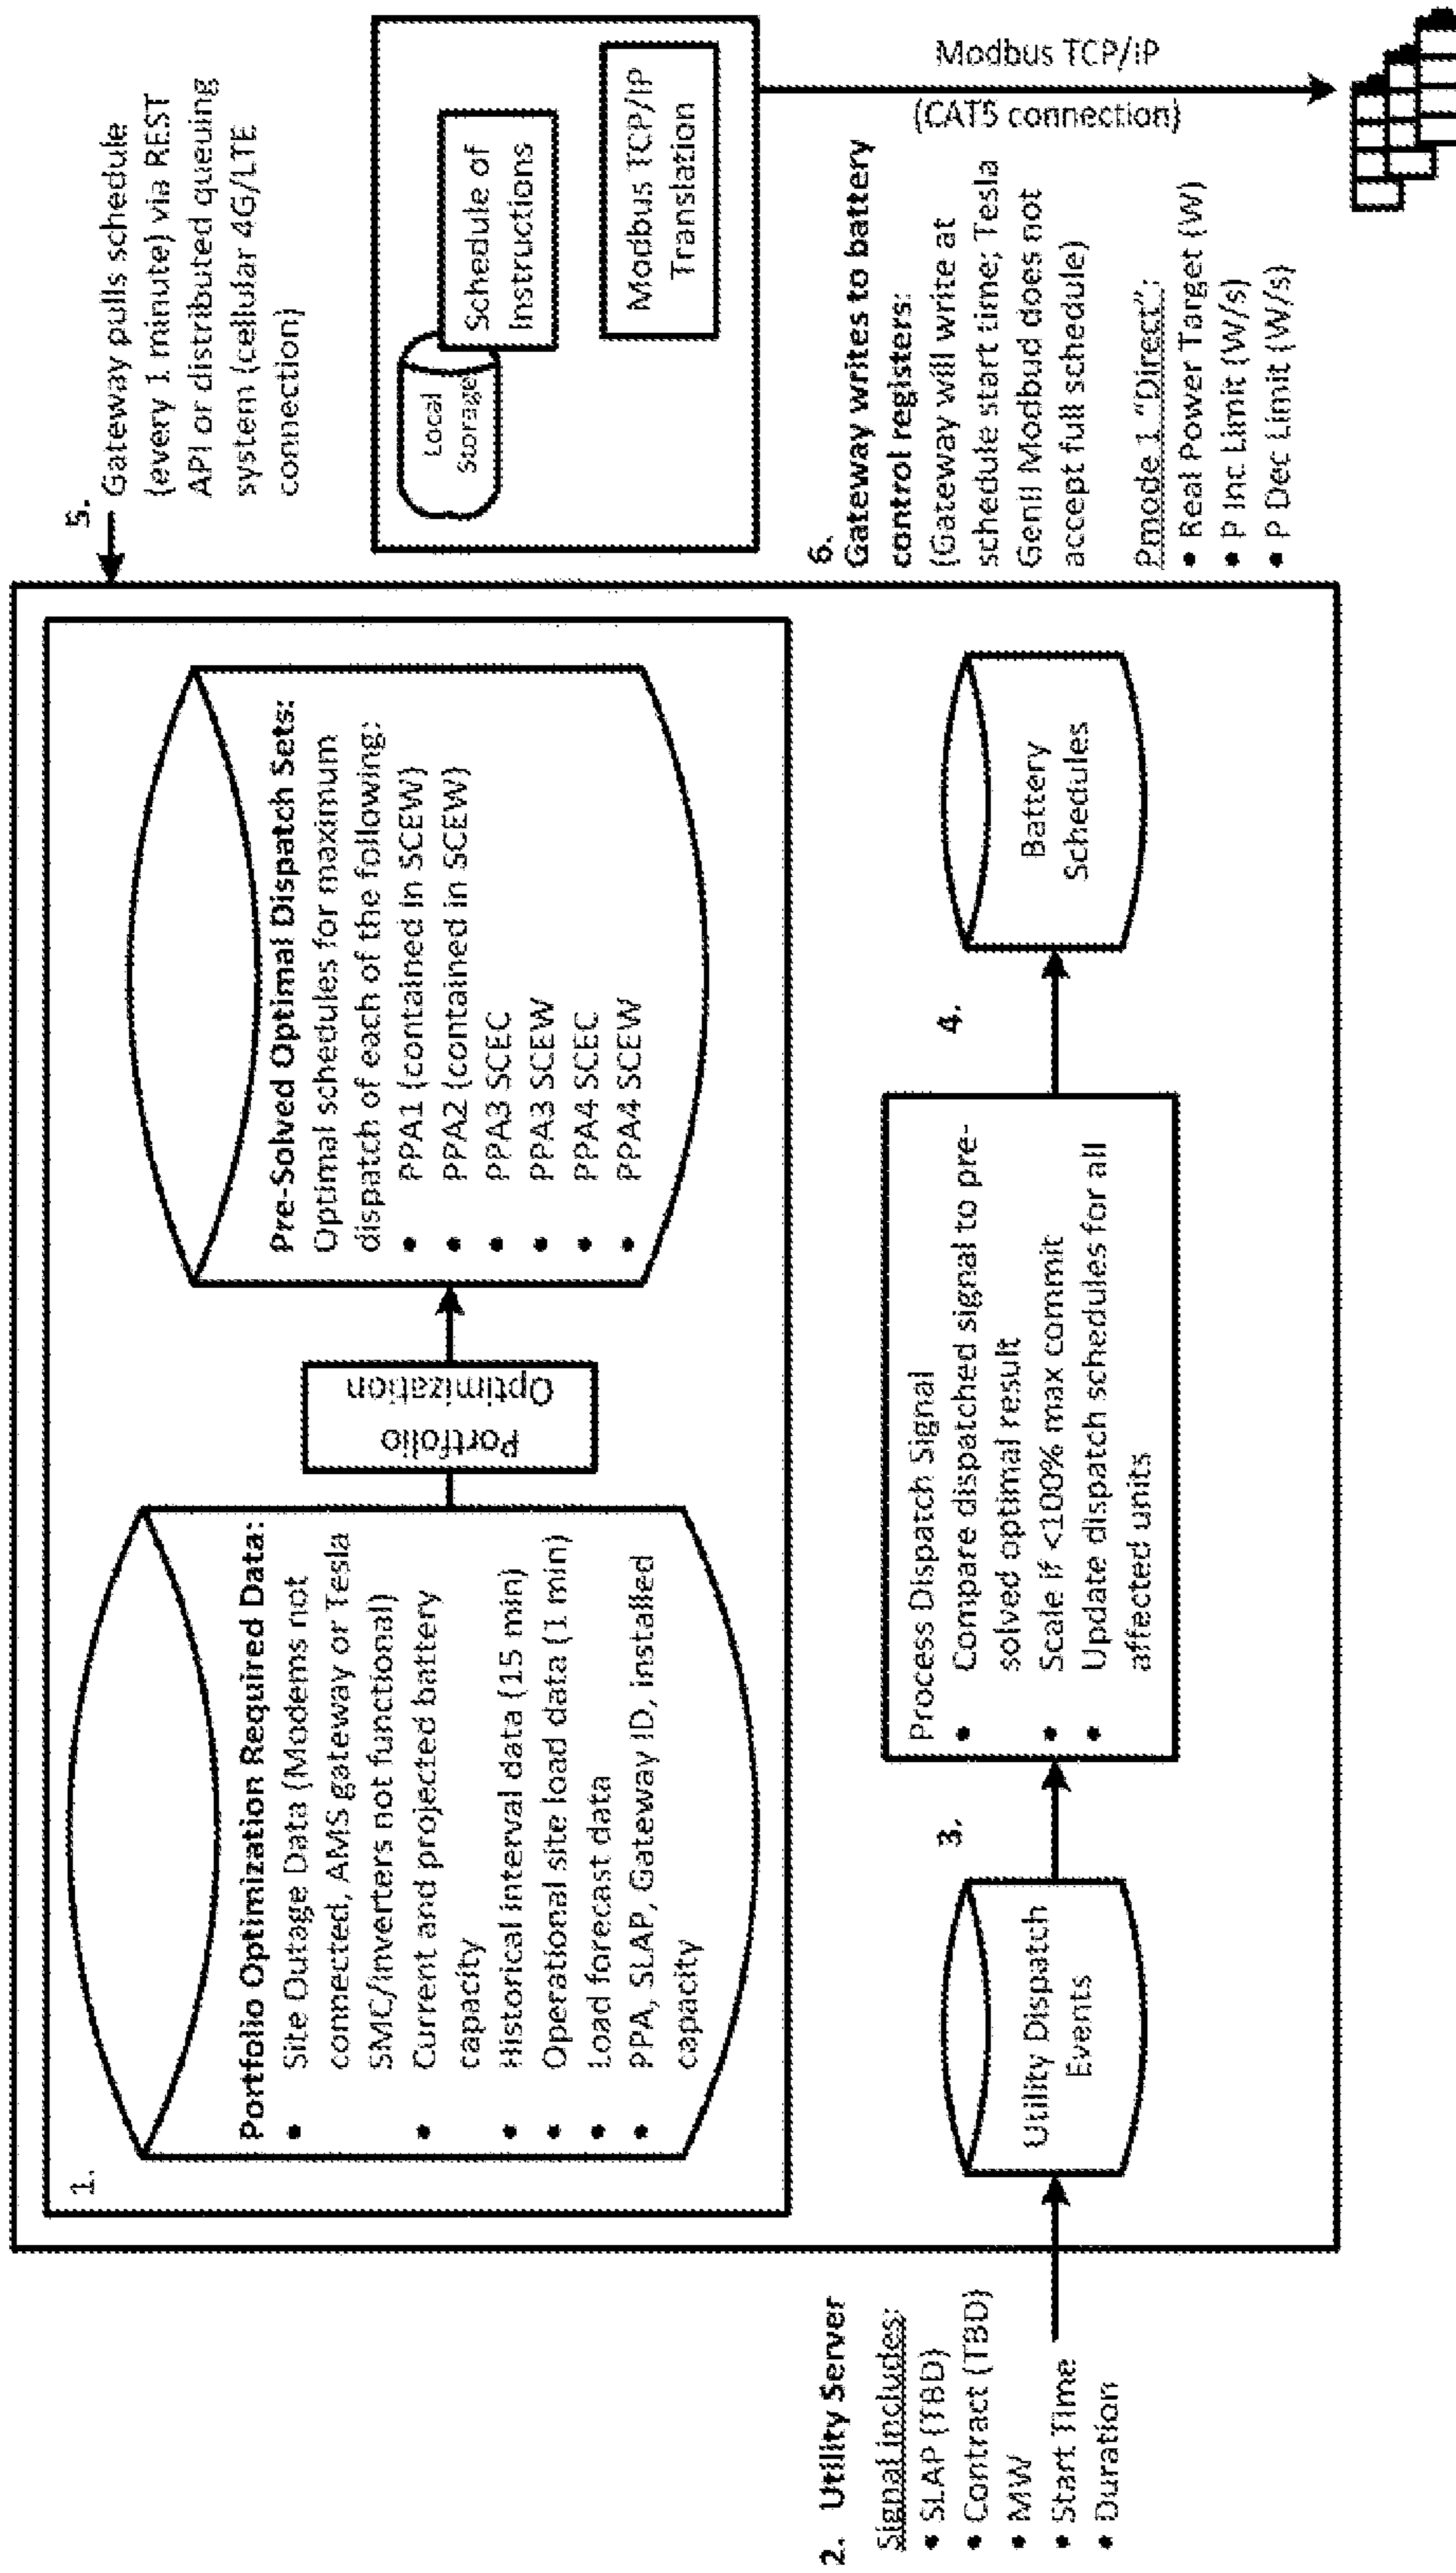 1.
Portfolio Optimization Required Data:
• Site Outage Data (Modems not
connected, AMS gateway or Tesla
SMC/inverters not functional)
• Current and projected battery
capacity
• Historical interval data (15 min)
• Operational site load data (1 min)
• Load forecast data
• PPA, SLAP, Gateway ID, installed
capacity
Portfolio
Optimization
Pre-Solved Optimal Dispatch Sets:
Optimal schedules for maximum
dispatch of each of the following:
• PPA1 (contained in SCEW)
• PPA2 (contained in SCEW)
• PPA3 SCEC
• PPA3 SCEW
• PPA4 SCEC
• PPA4 SCEW
2. Utility Server
Signal includes:
• SLAP (TBD)
• Contract (TBD)
• MW
• Start Time
• Duration
Utility Dispatch
Events
3.
Process Dispatch Signal
• Compare dispatched signal to pre-
solved optimal result
• Scale if <100% max commit
• Update dispatch schedules for all
affected units
4.
Battery
Schedules
5.
Gateway pulls schedule
(every 1 minute) via REST
API or distributed queuing
system (cellular 4G/LTE
connection)
Local
Storage
Schedule of
Instructions
Modbus TCP/IP
Translation
6.
Gateway writes to battery
control registers:
(Gateway will write at
schedule start time; Tesla
GenII Modbud does not
accept full schedule)
Pmode 1 "Direct":
• Real Power Target (W)
• P Inc Limit (W/s)
• P Dec Limit (W/s)
Modbus TCP/IP
(CAT5 connection)